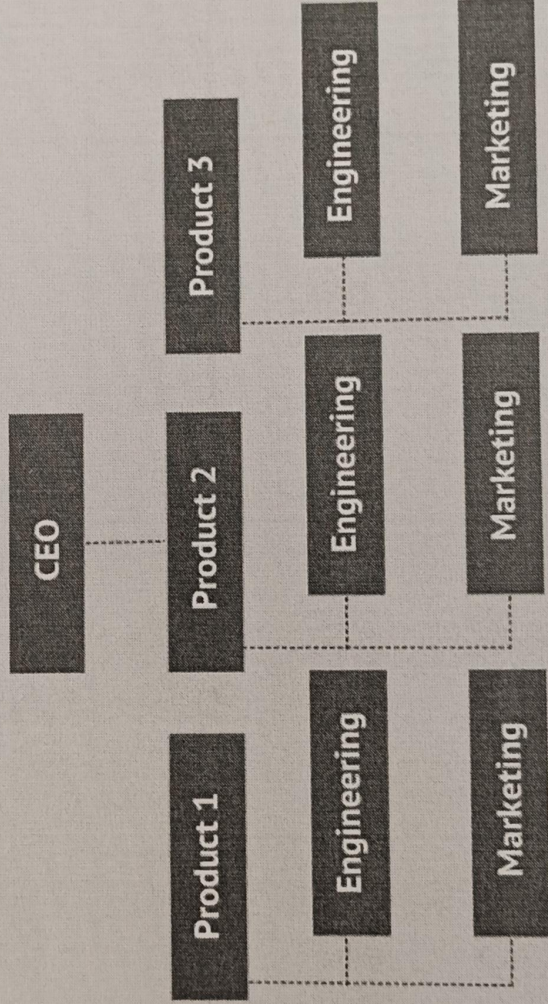 CEO
Product 1
Product 2
Product 3
Engineering
Engineering
Engineering
Marketing
Marketing
Marketing